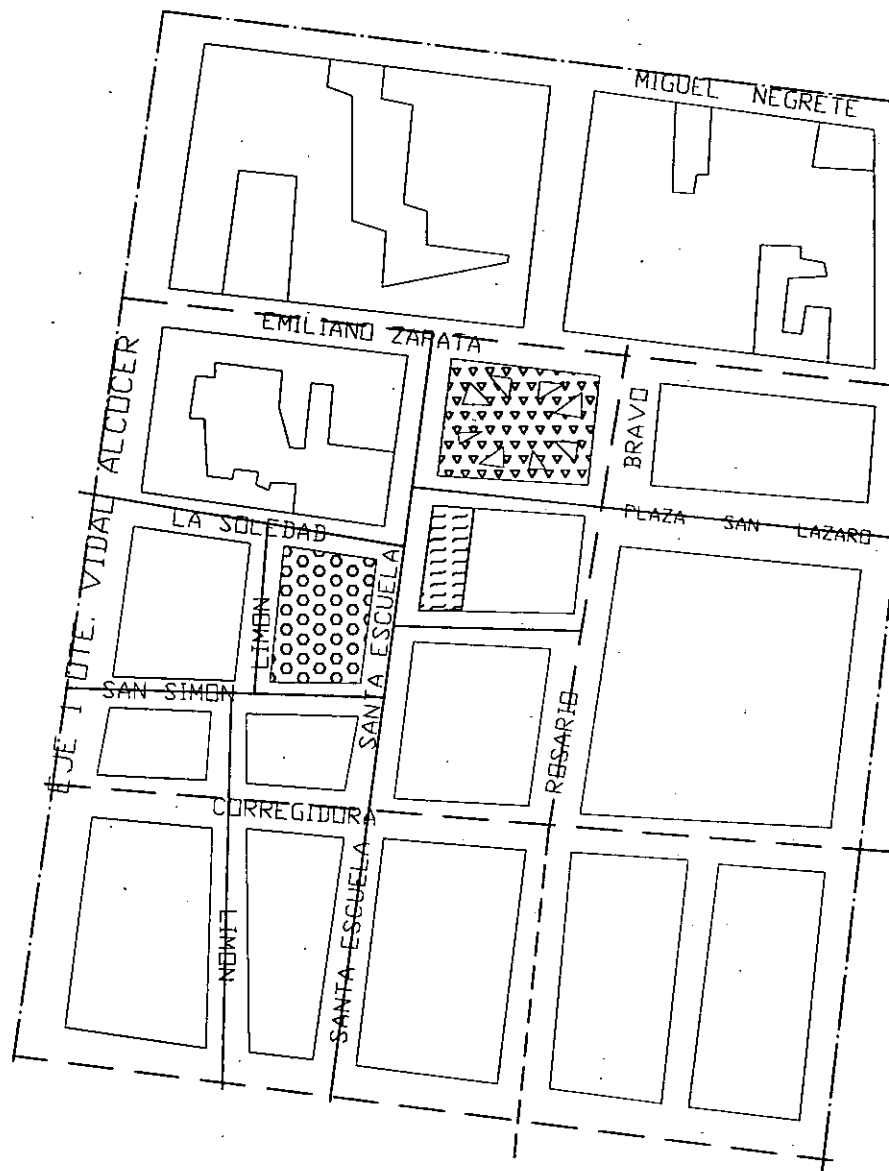 MIGUEL NEGRETE
EMILIANO ZAPATA
EJE 1 OTE. VIDAL ALCOCER
BRAVO
LA SOLEDAD
PLAZA SAN LAZARO
LIMON
SANTA ESCUELA
SAN SIMON
ROSARIO
CORREGIDORA
LIMON
SANTA ESCUELA